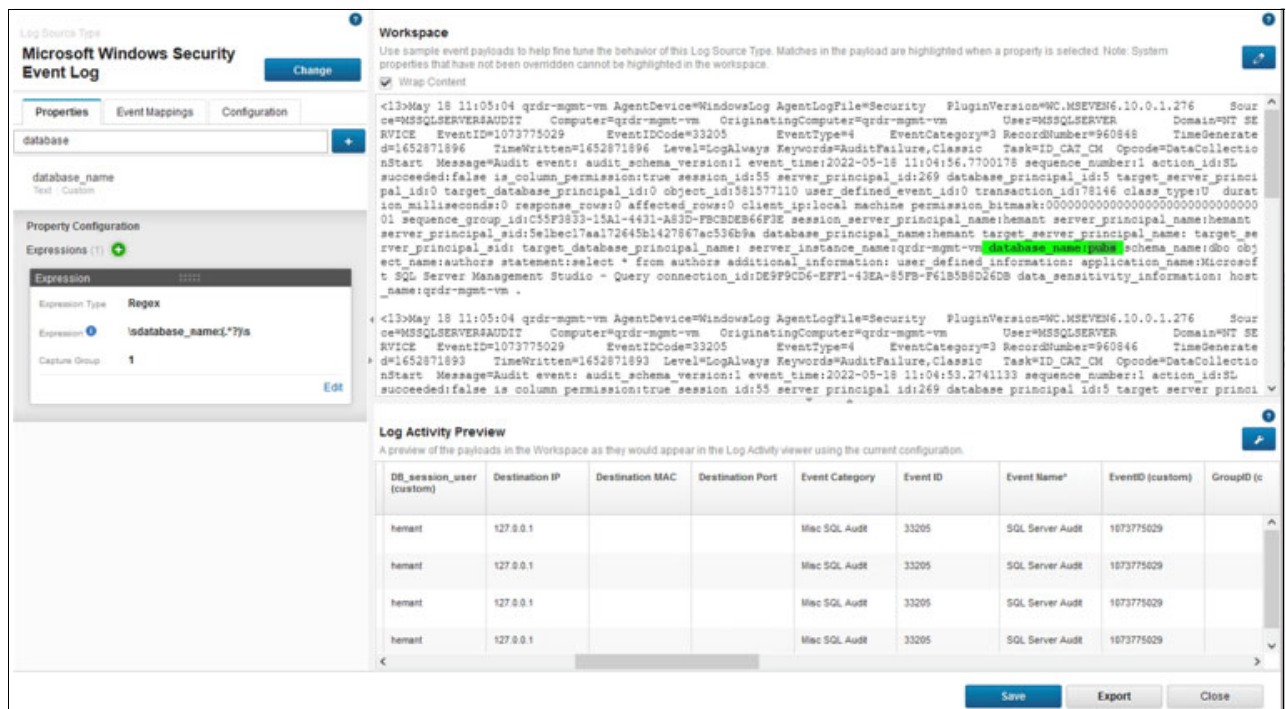 Log Source Type
Microsoft Windows Security
Event Log
Change
Properties
Event Mappings
Configuration
database
+
database_name
Text : Custom
Property Configuration
Expressions (1)
Expression
Expression Type
Regex
Expression
\sdatabase_name:(.*?)\s
Capture Group
1
Edit
Workspace
Use sample event payloads to help fine tune the behavior of this Log Source Type. Matches in the payload are highlighted when a property is selected. Note: System
properties that have not been overridden cannot be highlighted in the workspace.
Wrap Content
<13>May 18 11:05:04 qrdr-mgmt-vm AgentDevice=WindowsLog AgentLogFile=Security PluginVersion=WC.MSEVEN6.10.0.1.276 Sour
ce=MSSQLSERVER$AUDIT Computer=qrdr-mgmt-vm OriginatingComputer=qrdr-mgmt-vm User=MSSQLSERVER Domain=NT SE
RVICE EventID=1073775029 EventIDCode=33205 EventType=4 EventCategory=3 RecordNumber=960848 TimeGenerate
d=1652871896 TimeWritten=1652871896 Level=LogAlways Keywords=AuditFailure,Classic Task=ID_CAT_CM Opcode=DataCollectio
nStart Message=Audit event: audit_schema_version:1 event_time:2022-05-18 11:04:56.7700178 sequence_number:1 action_id:SL
succeeded:false is_column_permission:true session_id:55 server_principal_id:269 database_principal_id:5 target_server_princi
pal_id:0 target_database_principal_id:0 object_id:581577110 user_defined_event_id:0 transaction_id:78146 class_type:U durat
ion_milliseconds:0 response_rows:0 affected_rows:0 client_ip:local machine permission_bitmask:000000000000000000000000000000
01 sequence_group_id:C55F3833-15A1-4431-A83D-FBCBDEB66F3E session_server_principal_name:hemant server_principal_name:hemant
server_principal_sid:5e1bec17aa172645b1427867ac536b9a database_principal_name:hemant target_server_principal_name: target_se
rver_principal_sid: target_database_principal_name: server_instance_name:qrdr-mgmt-vm database_name:pubs schema_name:dbo obj
ect_name:authors statement:select * from authors additional_information: user_defined_information: application_name:Microsof
t SQL Server Management Studio - Query connection_id:DE9F9CD6-EFF1-43EA-85FB-F61B5B8D26DB data_sensitivity_information: host
_name:qrdr-mgmt-vm .
<13>May 18 11:05:04 qrdr-mgmt-vm AgentDevice=WindowsLog AgentLogFile=Security PluginVersion=WC.MSEVEN6.10.0.1.276 Sour
ce=MSSQLSERVER$AUDIT Computer=qrdr-mgmt-vm OriginatingComputer=qrdr-mgmt-vm User=MSSQLSERVER Domain=NT SE
RVICE EventID=1073775029 EventIDCode=33205 EventType=4 EventCategory=3 RecordNumber=960846 TimeGenerate
d=1652871893 TimeWritten=1652871893 Level=LogAlways Keywords=AuditFailure,Classic Task=ID_CAT_CM Opcode=DataCollectio
nStart Message=Audit event: audit_schema_version:1 event_time:2022-05-18 11:04:53.2741133 sequence_number:1 action_id:SL
succeeded:false is column permission:true session id:55 server principal id:269 database principal id:5 target server princi
Log Activity Preview
A preview of the payloads in the Workspace as they would appear in the Log Activity viewer using the current configuration.
DB_session_user (custom) Destination IP Destination MAC Destination Port Event Category Event ID Event Name* EventID (custom) GroupID (c
hemant 127.0.0.1 Misc SQL Audit 33205 SQL Server Audit 1073775029
hemant 127.0.0.1 Misc SQL Audit 33205 SQL Server Audit 1073775029
hemant 127.0.0.1 Misc SQL Audit 33205 SQL Server Audit 1073775029
hemant 127.0.0.1 Misc SQL Audit 33205 SQL Server Audit 1073775029
Save
Export
Close